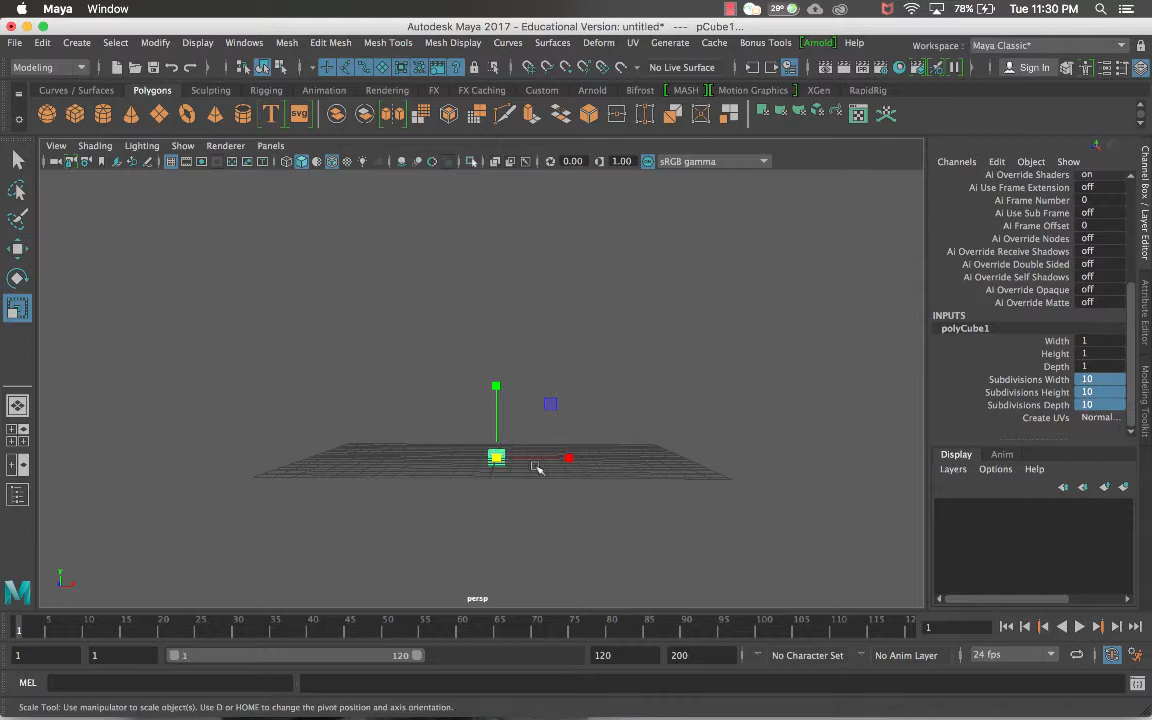 Maya Window 29° 78% Tue 11:30 PM
Autodesk Maya 2017 - Educational Version: untitled* --- pCube1...
File Edit Create Select Modify Display Windows Mesh Edit Mesh Mesh Tools Mesh Display Curves Surfaces Deform UV Generate Cache Bonus Tools Arnold Help Workspace : Maya Classic*
Modeling No Live Surface Sign In
Curves / Surfaces Polygons Sculpting Rigging Animation Rendering FX FX Caching Custom Arnold Bifrost MASH Motion Graphics XGen RapidRig
T svg
View Shading Lighting Show Renderer Panels
0.00 1.00 ON sRGB gamma
Channels Edit Object Show
Ai Override Shaders on
Ai Use Frame Extension off
Ai Frame Number 0
Ai Use Sub Frame off
Ai Frame Offset 0
Ai Override Nodes off
Ai Override Receive Shadows off
Ai Override Double Sided off
Ai Override Self Shadows off
Ai Override Opaque off
Ai Override Matte off
INPUTS
polyCube1
Width 1
Height 1
Depth 1
Subdivisions Width 10
Subdivisions Height 10
Subdivisions Depth 10
Create UVs Normal...
Display Anim
Layers Options Help
Channel Box / Layer Editor
Attribute Editor
Modeling Toolkit
y
x
persp
1 5 10 15 20 25 30 35 40 45 50 55 60 65 70 75 80 85 90 95 100 105 110 115 12
1
1 1 1 120 120 200 No Character Set No Anim Layer 24 fps
MEL
Scale Tool: Use manipulator to scale object(s). Use D or HOME to change the pivot position and axis orientation.